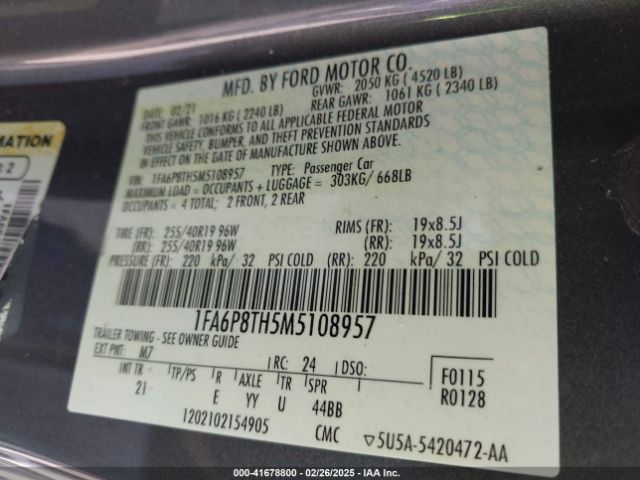 MFD. BY FORD MOTOR CO.
DATE: 02/21 GVWR: 2050 KG ( 4520 LB)
FRONT GAWR: 1016 KG ( 2240 LB) REAR GAWR: 1061 KG ( 2340 LB)
THIS VEHICLE CONFORMS TO ALL APPLICABLE FEDERAL MOTOR
VEHICLE SAFETY, BUMPER, AND THEFT PREVENTION STANDARDS
IN EFFECT ON THE DATE OF MANUFACTURE SHOWN ABOVE.
VIN: 1FA6P8TH5M5108957 TYPE: Passenger Car
MAXIMUM LOAD = OCCUPANTS + LUGGAGE = 303KG/ 668LB
OCCUPANTS = 4 TOTAL; 2 FRONT, 2 REAR
TIRE (FR): 255/40R19 96W RIMS (FR): 19x8.5J
(RR): 255/40R19 96W (RR): 19x8.5J
PRESSURE (FR): 220 kPa/ 32 PSI COLD (RR): 220 kPa/ 32 PSI COLD
1FA6P8TH5M5108957
TRAILER TOWING - SEE OWNER GUIDE
EXT PNT: M7 RC: 24 DSO:
INT TR TP/PS R AXLE TR SPR F0115
21 E YY U 44BB R0128
1202102154905 CMC ▽5U5A-5420472-AA
RMATION
: 2
000-41678800 - 02/26/2025 - IAA Inc.